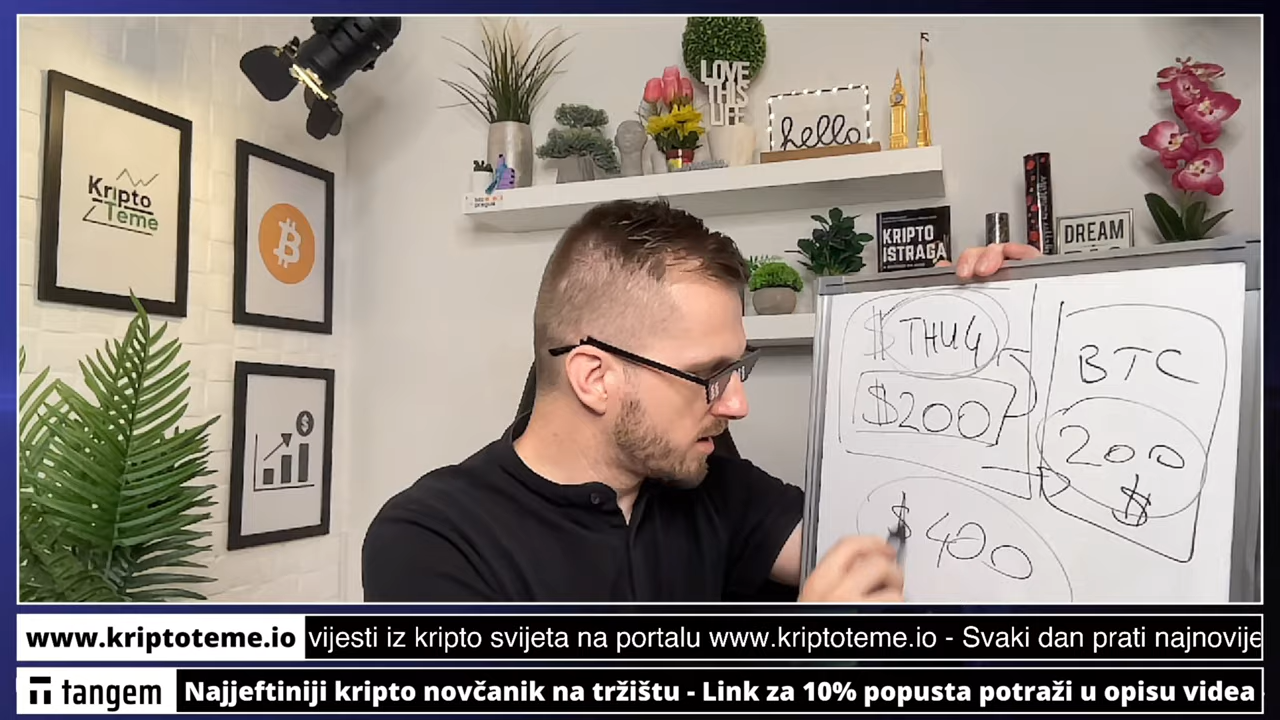 Kripto
Teme
LOVE
THIS
LIFE
hello
KRIPTO
ISTRAGA
DREAM
$ THUG
$200
$400
BTC
200
$
www.kriptoteme.io
vijesti iz kripto svijeta na portalu www.kriptoteme.io - Svaki dan prati najnovije
tangem
Najjeftiniji kripto novčanik na tržištu - Link za 10% popusta potraži u opisu videa